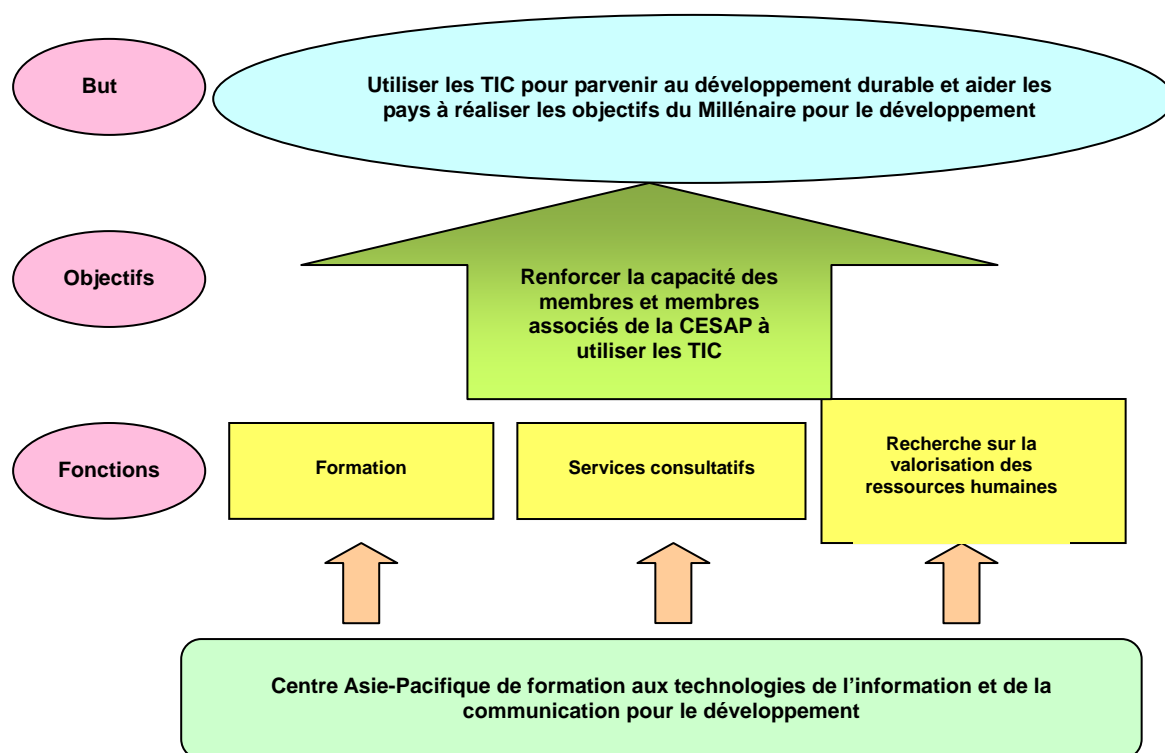 But
Utiliser les TIC pour parvenir au développement durable et aider les
pays à réaliser les objectifs du Millénaire pour le développement
Objectifs
Renforcer la capacité des
membres et membres
associés de la CESAP à
utiliser les TIC
Fonctions
Formation
Services consultatifs
Recherche sur la
valorisation des
ressources humaines
Centre Asie-Pacifique de formation aux technologies de l’information et de la
communication pour le développement